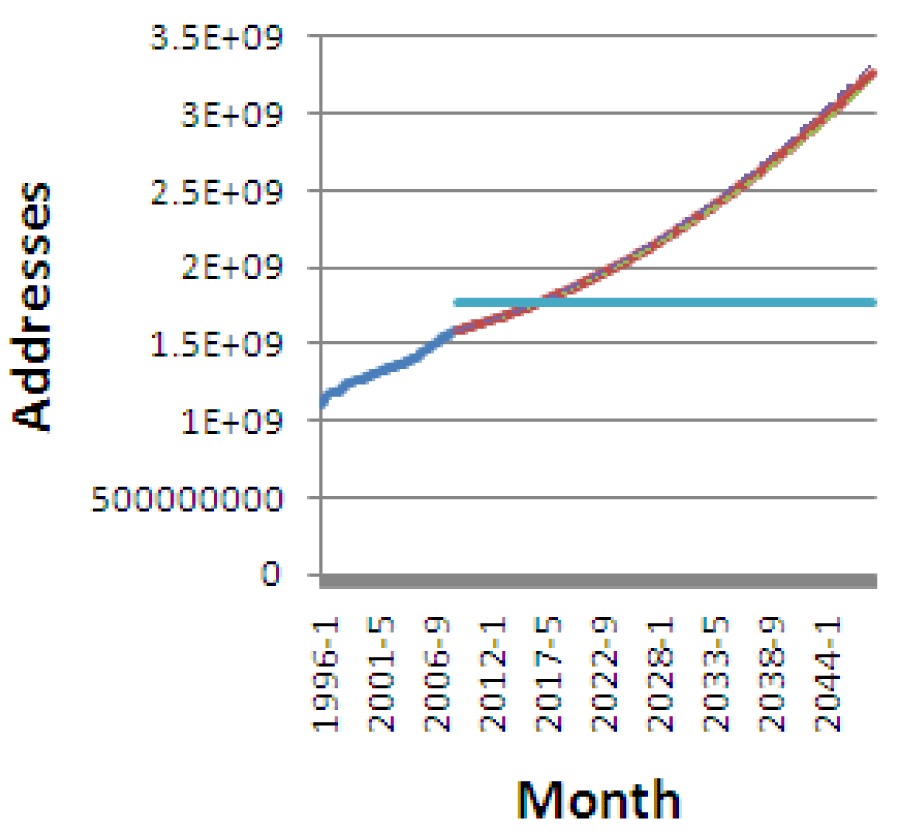 3.5E+09
3E+09
2.5E+09
2E+09
1.5E+09
1E+09
500000000
0
Addresses
1996-1
2001-5
2006-9
2012-1
2017-5
2022-9
2028-1
2033-5
2038-9
2044-1
Month